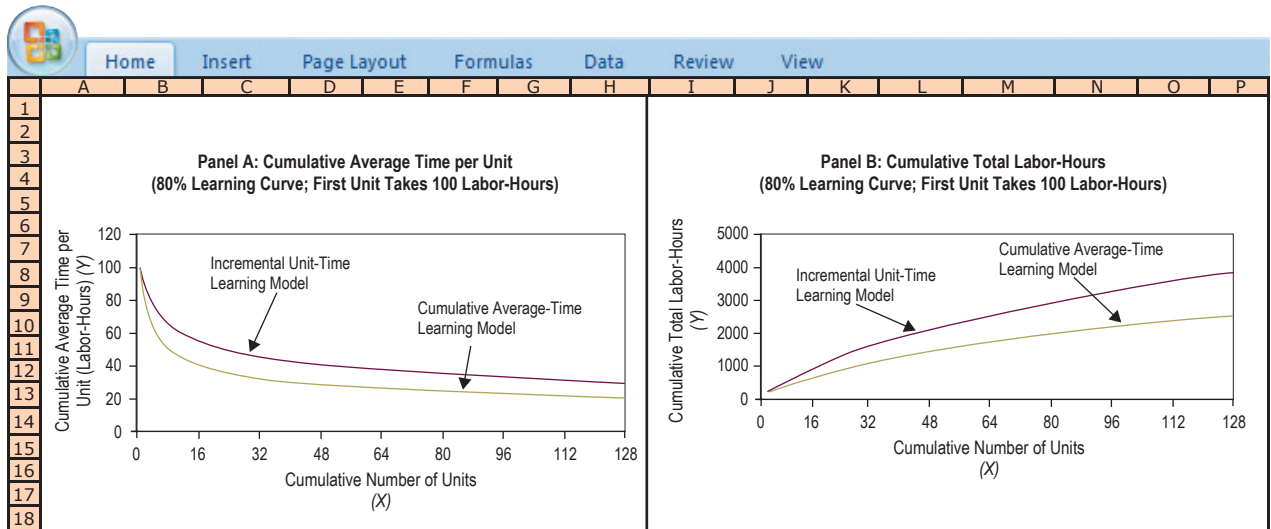 Home Insert Page Layout Formulas Data Review View
A B C D E F G H I J K L M N O P
1
2
3
4
5
6
7
8
9
10
11
12
13
14
15
16
17
18
Panel A: Cumulative Average Time per Unit
(80% Learning Curve; First Unit Takes 100 Labor-Hours)
Cumulative Average Time per
Unit (Labor-Hours) (Y)
120
100
80
60
40
20
0
Incremental Unit-Time
Learning Model
Cumulative Average-Time
Learning Model
0 16 32 48 64 80 96 112 128
Cumulative Number of Units
(X)
Panel B: Cumulative Total Labor-Hours
(80% Learning Curve; First Unit Takes 100 Labor-Hours)
Cumulative Total Labor-Hours
(Y)
5000
4000
3000
2000
1000
0
Incremental Unit-Time
Learning Model
Cumulative Average-Time
Learning Model
0 16 32 48 64 80 96 112 128
Cumulative Number of Units
(X)